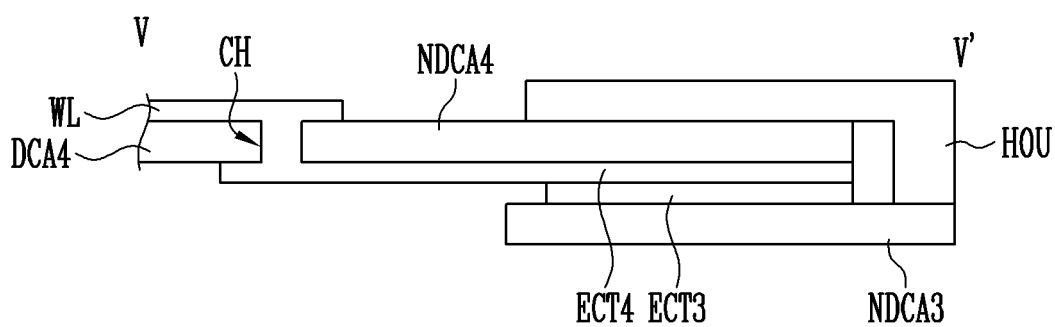 V
CH
NDCA4
V'
WL
DCA4
HOU
ECT4
ECT3
NDCA3